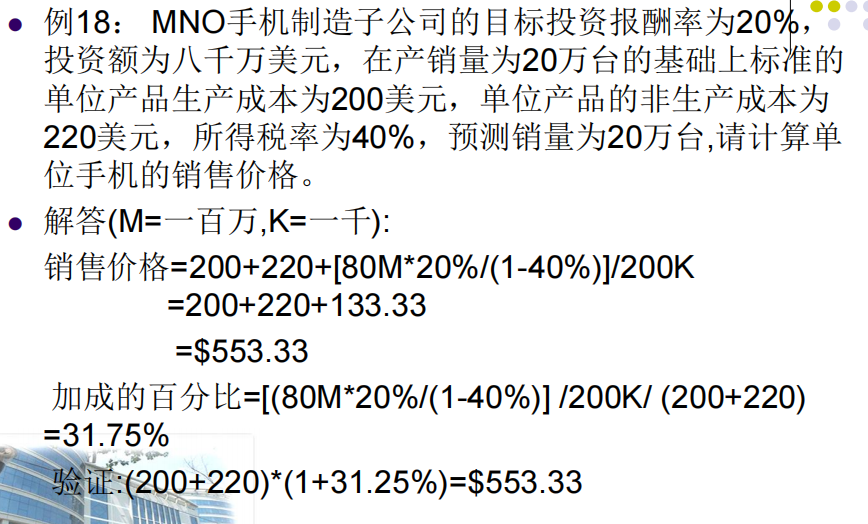 ● 例18： MNO手机制造子公司的目标投资报酬率为20%，
投资额为八千万美元，在产销量为20万台的基础上标准的
单位产品生产成本为200美元，单位产品的非生产成本为
220美元，所得税率为40%，预测销量为20万台,请计算单
位手机的销售价格。
● 解答(M=一百万,K=一千):
销售价格=200+220+[80M*20%/(1-40%)]/200K
=200+220+133.33
=$553.33
加成的百分比=[(80M*20%/(1-40%)] /200K/ (200+220)
=31.75%
验证:(200+220)*(1+31.25%)=$553.33